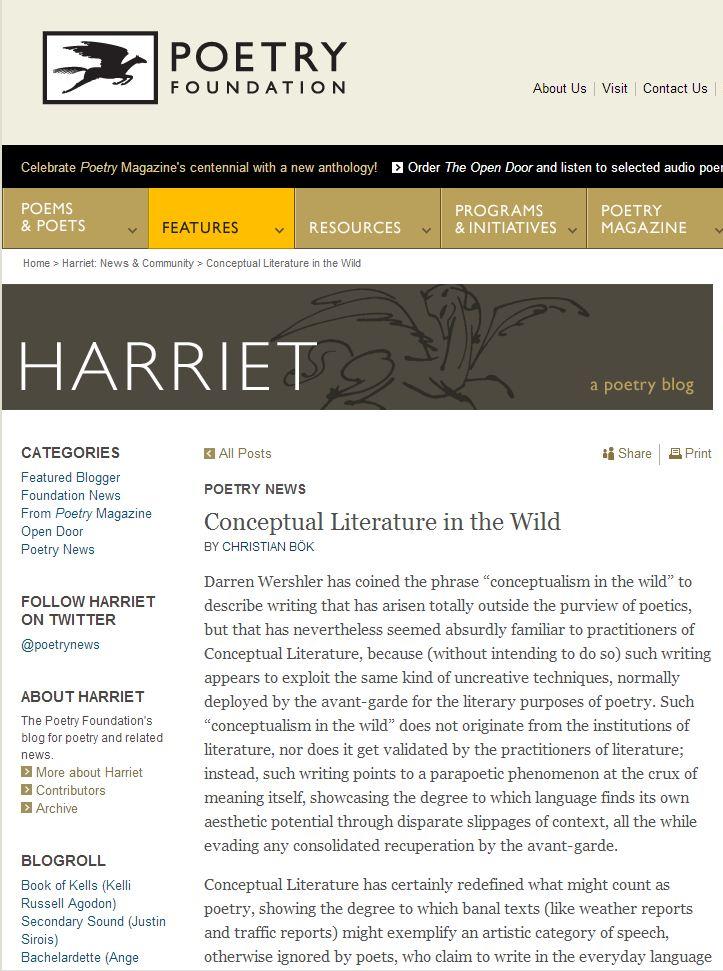 POETRY
FOUNDATION
About Us | Visit | Contact Us |
Celebrate Poetry Magazine's centennial with a new anthology! Order The Open Door and listen to selected audio poe
POEMS
& POETS
FEATURES
RESOURCES
PROGRAMS
& INITIATIVES
POETRY
MAGAZINE
Home > Harriet: News & Community > Conceptual Literature in the Wild
HARRIET
a poetry blog
CATEGORIES
Featured Blogger
Foundation News
From Poetry Magazine
Open Door
Poetry News
FOLLOW HARRIET
ON TWITTER
@poetrynews
ABOUT HARRIET
The Poetry Foundation's
blog for poetry and related
news.
More about Harriet
Contributors
Archive
BLOGROLL
Book of Kells (Kelli
Russell Agodon)
Secondary Sound (Justin
Sirois)
Bachelardette (Ange
All Posts
Share | Print
POETRY NEWS
Conceptual Literature in the Wild
BY CHRISTIAN BÖK
Darren Wershler has coined the phrase “conceptualism in the wild” to
describe writing that has arisen totally outside the purview of poetics,
but that has nevertheless seemed absurdly familiar to practitioners of
Conceptual Literature, because (without intending to do so) such writing
appears to exploit the same kind of uncreative techniques, normally
deployed by the avant-garde for the literary purposes of poetry. Such
“conceptualism in the wild” does not originate from the institutions of
literature, nor does it get validated by the practitioners of literature;
instead, such writing points to a parapoetic phenomenon at the crux of
meaning itself, showcasing the degree to which language finds its own
aesthetic potential through disparate slippages of context, all the while
evading any consolidated recuperation by the avant-garde.
Conceptual Literature has certainly redefined what might count as
poetry, showing the degree to which banal texts (like weather reports
and traffic reports) might exemplify an artistic category of speech,
otherwise ignored by poets, who claim to write in the everyday language